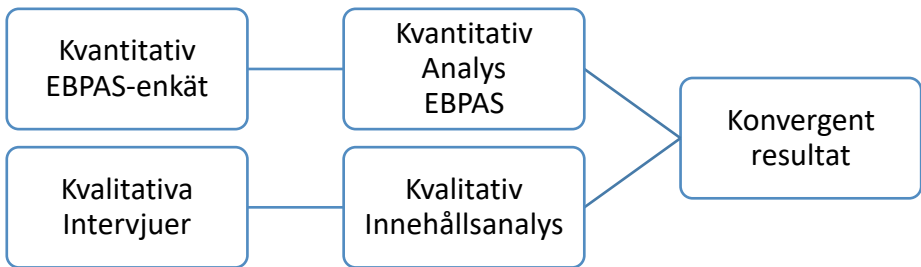 Kvantitativ
EBPAS-enkät
Kvantitativ
Analys
EBPAS
Konvergent
resultat
Kvalitativa
Intervjuer
Kvalitativ
Innehållsanalys